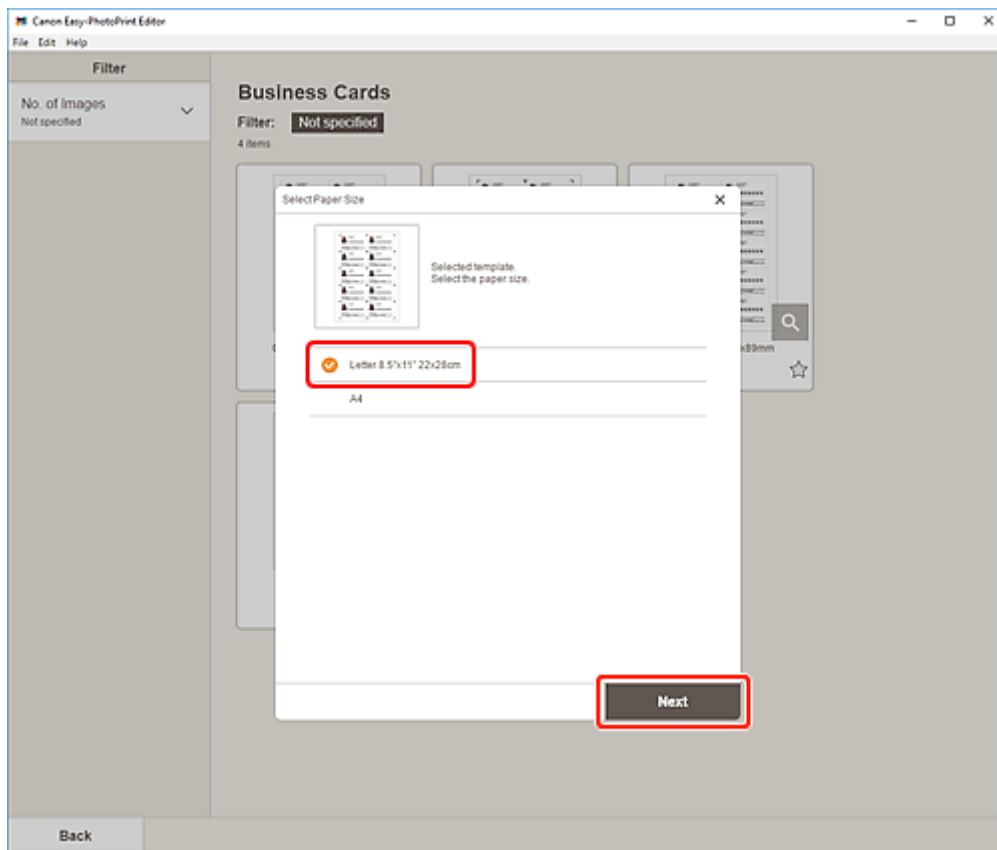 Canon Easy-PhotoPrint Editor
File Edit Help
Filter
No. of Images
Not specified
Business Cards
Filter: Not specified
4 items
Select Paper Size
Selected template.
Select the paper size.
Letter 8.5"x11" 22x28cm
A4
x89mm
Next
Back